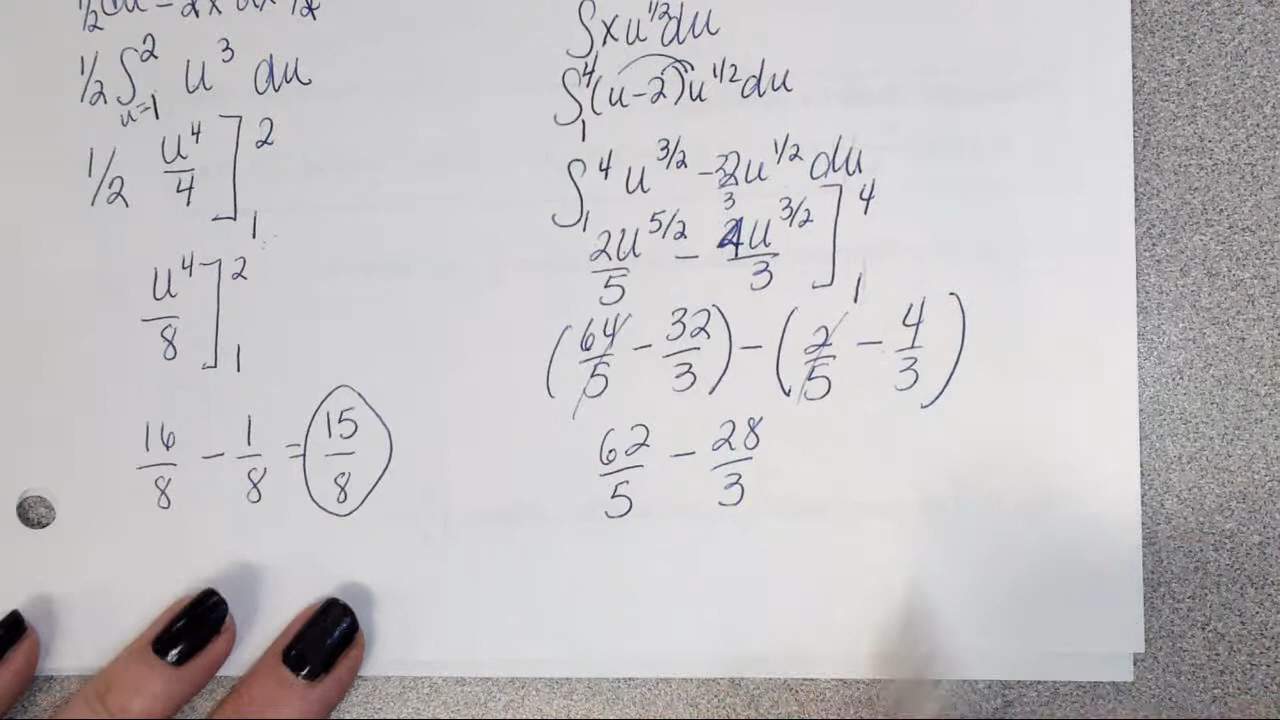 ½ ∫_{u=1}^{2} u³ du
½ u⁴/4 ]₁²
u⁴/8 ]₁²
16/8 − 1/8 = 15/8
∫ x u^{1/2} du
∫₁⁴ (u−2) u^{1/2} du
∫₁⁴ u^{3/2} − 2u^{1/2} du
2u^{5/2}/5 − 4u^{3/2}/3 ]₁⁴
(64/5 − 32/3) − (2/5 − 4/3)
62/5 − 28/3